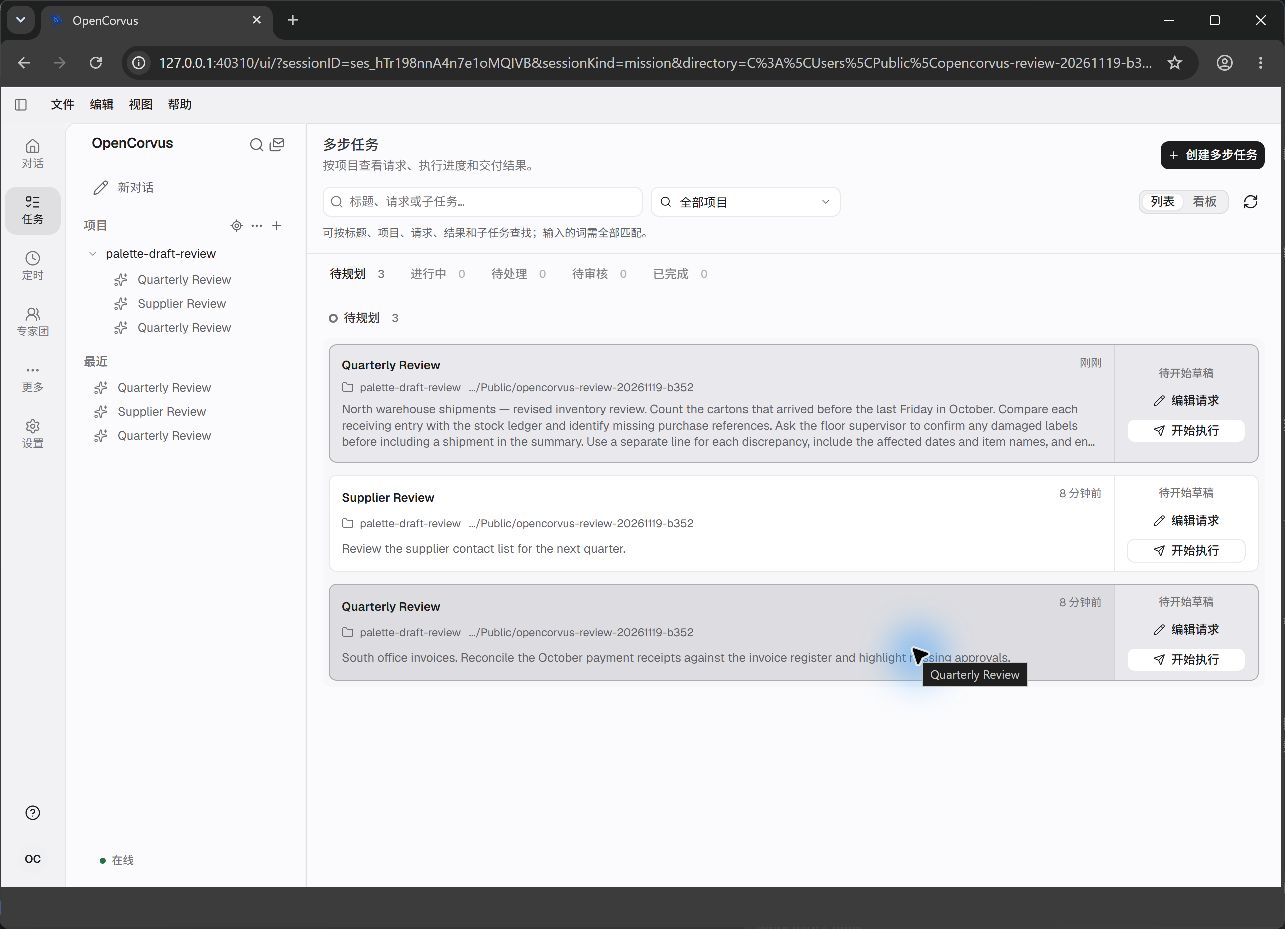 OpenCorvus
127.0.0.1:40310/ui/?sessionID=ses_hTr198nnA4n7e1oMQIVB&sessionKind=mission&directory=C%3A%5CUsers%5CPublic%5Copencorvus-review-20261119-b3...
文件 编辑 视图 帮助
对话
任务
定时
专家团
更多
设置
OC
OpenCorvus
新对话
项目
palette-draft-review
Quarterly Review
Supplier Review
Quarterly Review
最近
Quarterly Review
Supplier Review
Quarterly Review
在线
多步任务
按项目查看请求、执行进度和交付结果。
+ 创建多步任务
标题、请求或子任务...
全部项目
列表 看板
可按标题、项目、请求、结果和子任务查找；输入的词需全部匹配。
待规划 3 进行中 0 待处理 0 待审核 0 已完成 0
待规划 3
Quarterly Review
刚刚
palette-draft-review .../Public/opencorvus-review-20261119-b352
North warehouse shipments — revised inventory review. Count the cartons that arrived before the last Friday in October. Compare each
receiving entry with the stock ledger and identify missing purchase references. Ask the floor supervisor to confirm any damaged labels
before including a shipment in the summary. Use a separate line for each discrepancy, include the affected dates and item names, and en...
待开始草稿
编辑请求
开始执行
Supplier Review
8 分钟前
palette-draft-review .../Public/opencorvus-review-20261119-b352
Review the supplier contact list for the next quarter.
待开始草稿
编辑请求
开始执行
Quarterly Review
8 分钟前
palette-draft-review .../Public/opencorvus-review-20261119-b352
South office invoices. Reconcile the October payment receipts against the invoice register and highlight missing approvals.
Quarterly Review
待开始草稿
编辑请求
开始执行